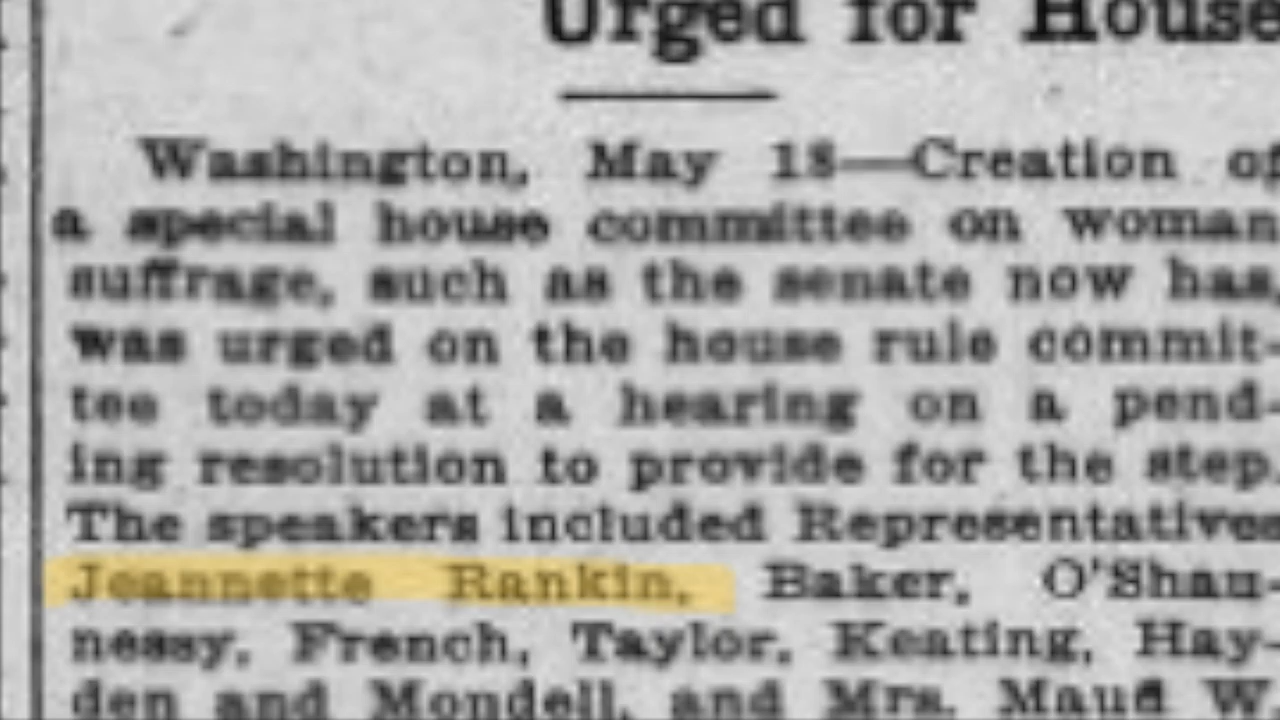 Urged for House
Washington, May 18—Creation of
a special house committee on woman
suffrage, such as the senate now has,
was urged on the house rule commit-
tee today at a hearing on a pend-
ing resolution to provide for the step.
The speakers included Representatives
Jeannette Rankin, Baker, O'Shau-
nessy, French, Taylor, Keating, Hay-
den and Mondell, and Mrs. Maud W.